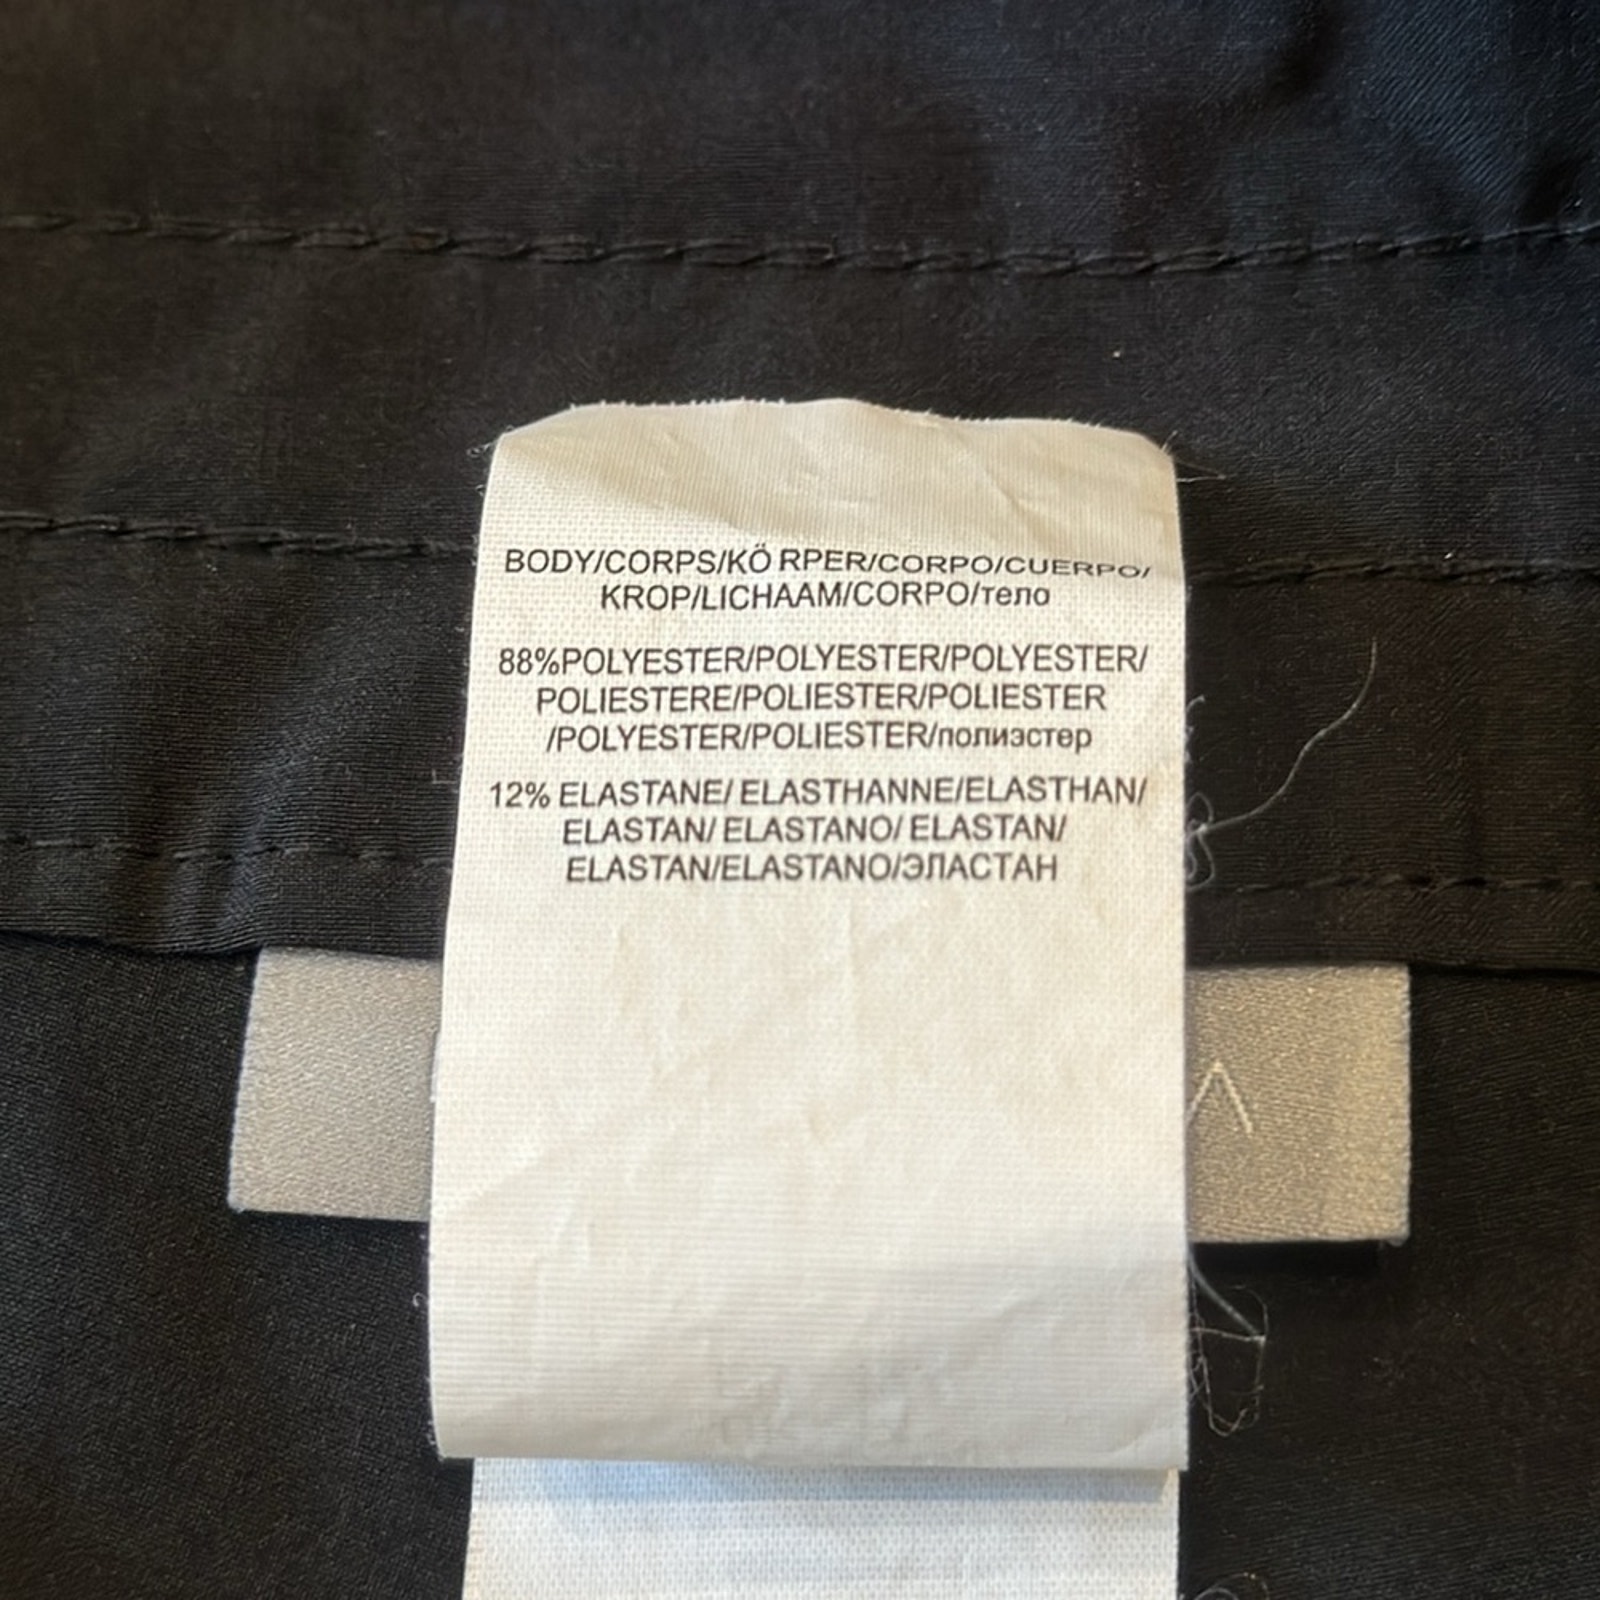 BODY/CORPS/KÖ RPER/CORPO/CUERPO/
KROP/LICHAAM/CORPO/тело
88%POLYESTER/POLYESTER/POLYESTER/
POLIESTERE/POLIESTER/POLIESTER
/POLYESTER/POLIESTER/полиэстер
12% ELASTANE/ ELASTHANNE/ELASTHAN/
ELASTAN/ ELASTANO/ ELASTAN/
ELASTAN/ELASTANO/ЭЛАСТАН